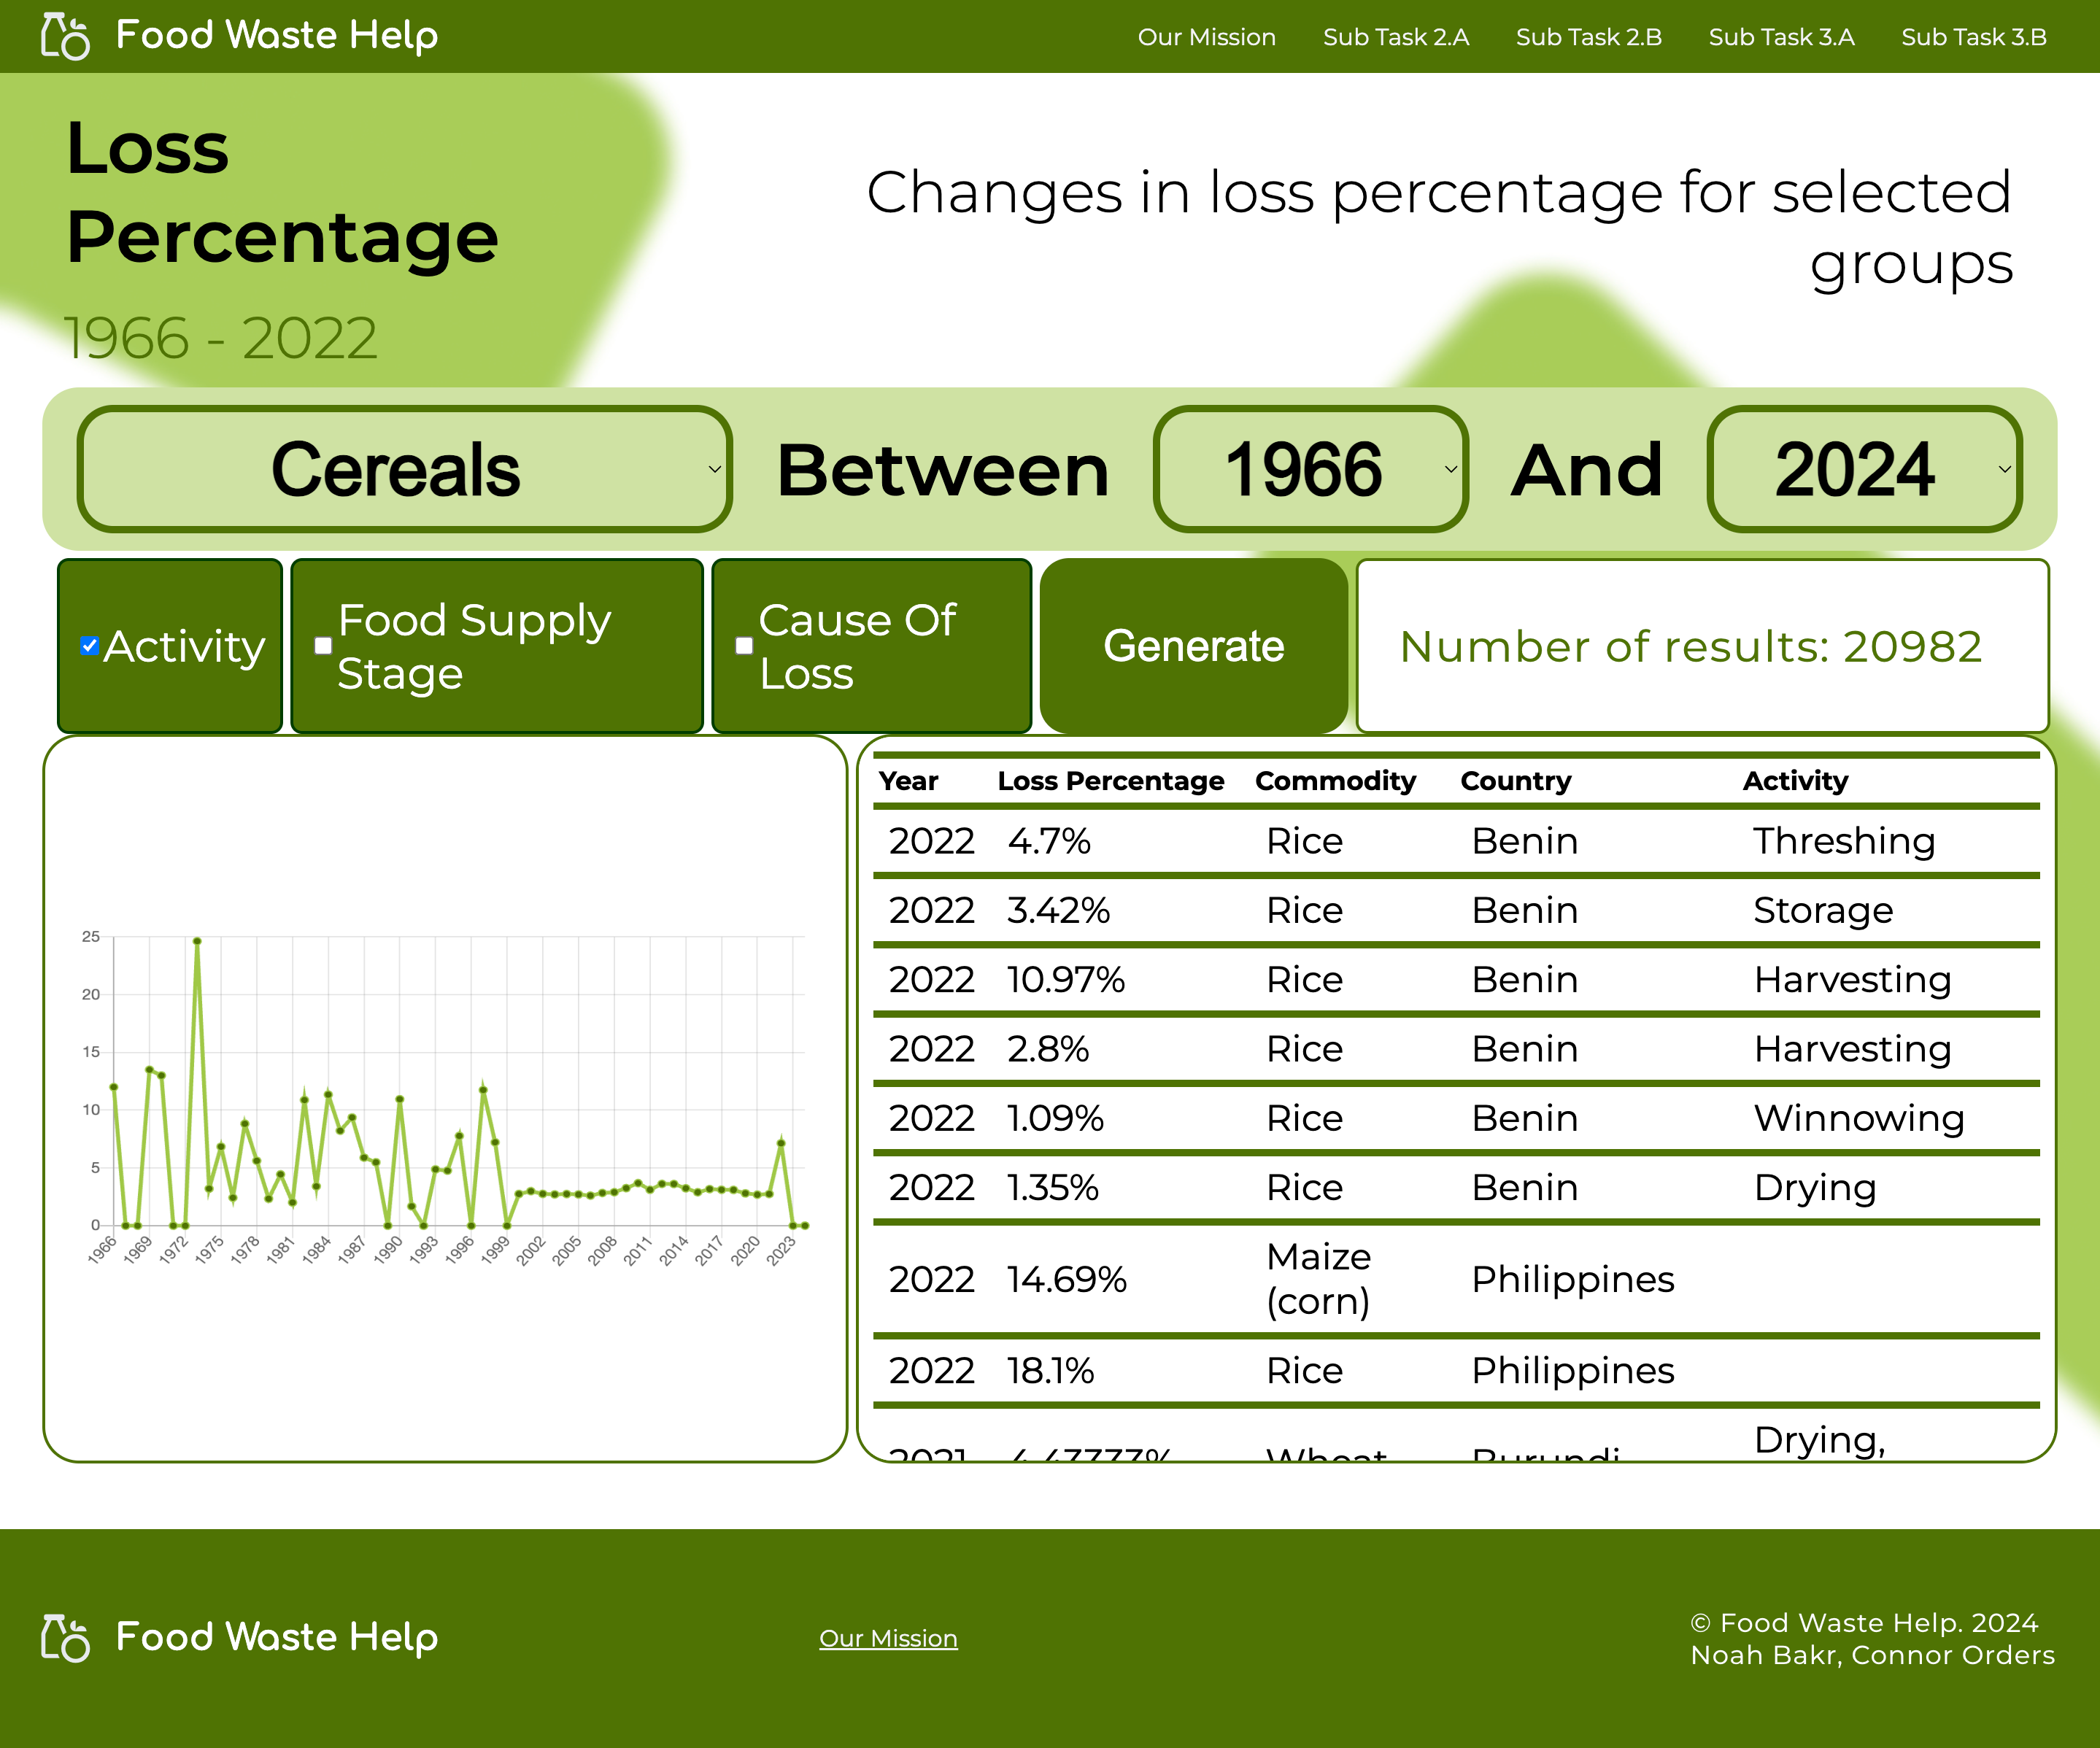 Food Waste Help
Our Mission
Sub Task 2.A
Sub Task 2.B
Sub Task 3.A
Sub Task 3.B
Loss
Percentage
1966 - 2022
Changes in loss percentage for selected
groups
Cereals
Between
1966
And
2024
Activity
Food Supply
Stage
Cause Of
Loss
Generate
Number of results: 20982
25
20
15
10
5
0
1966
1969
1972
1975
1978
1981
1984
1987
1990
1993
1996
1999
2002
2005
2008
2011
2014
2017
2020
2023
Year Loss Percentage Commodity Country Activity
2022 4.7% Rice Benin Threshing
2022 3.42% Rice Benin Storage
2022 10.97% Rice Benin Harvesting
2022 2.8% Rice Benin Harvesting
2022 1.09% Rice Benin Winnowing
2022 1.35% Rice Benin Drying
2022 14.69% Maize
(corn) Philippines
2022 18.1% Rice Philippines
Drying,
2021 4.43333% Wheat Burundi
Food Waste Help
Our Mission
© Food Waste Help. 2024
Noah Bakr, Connor Orders